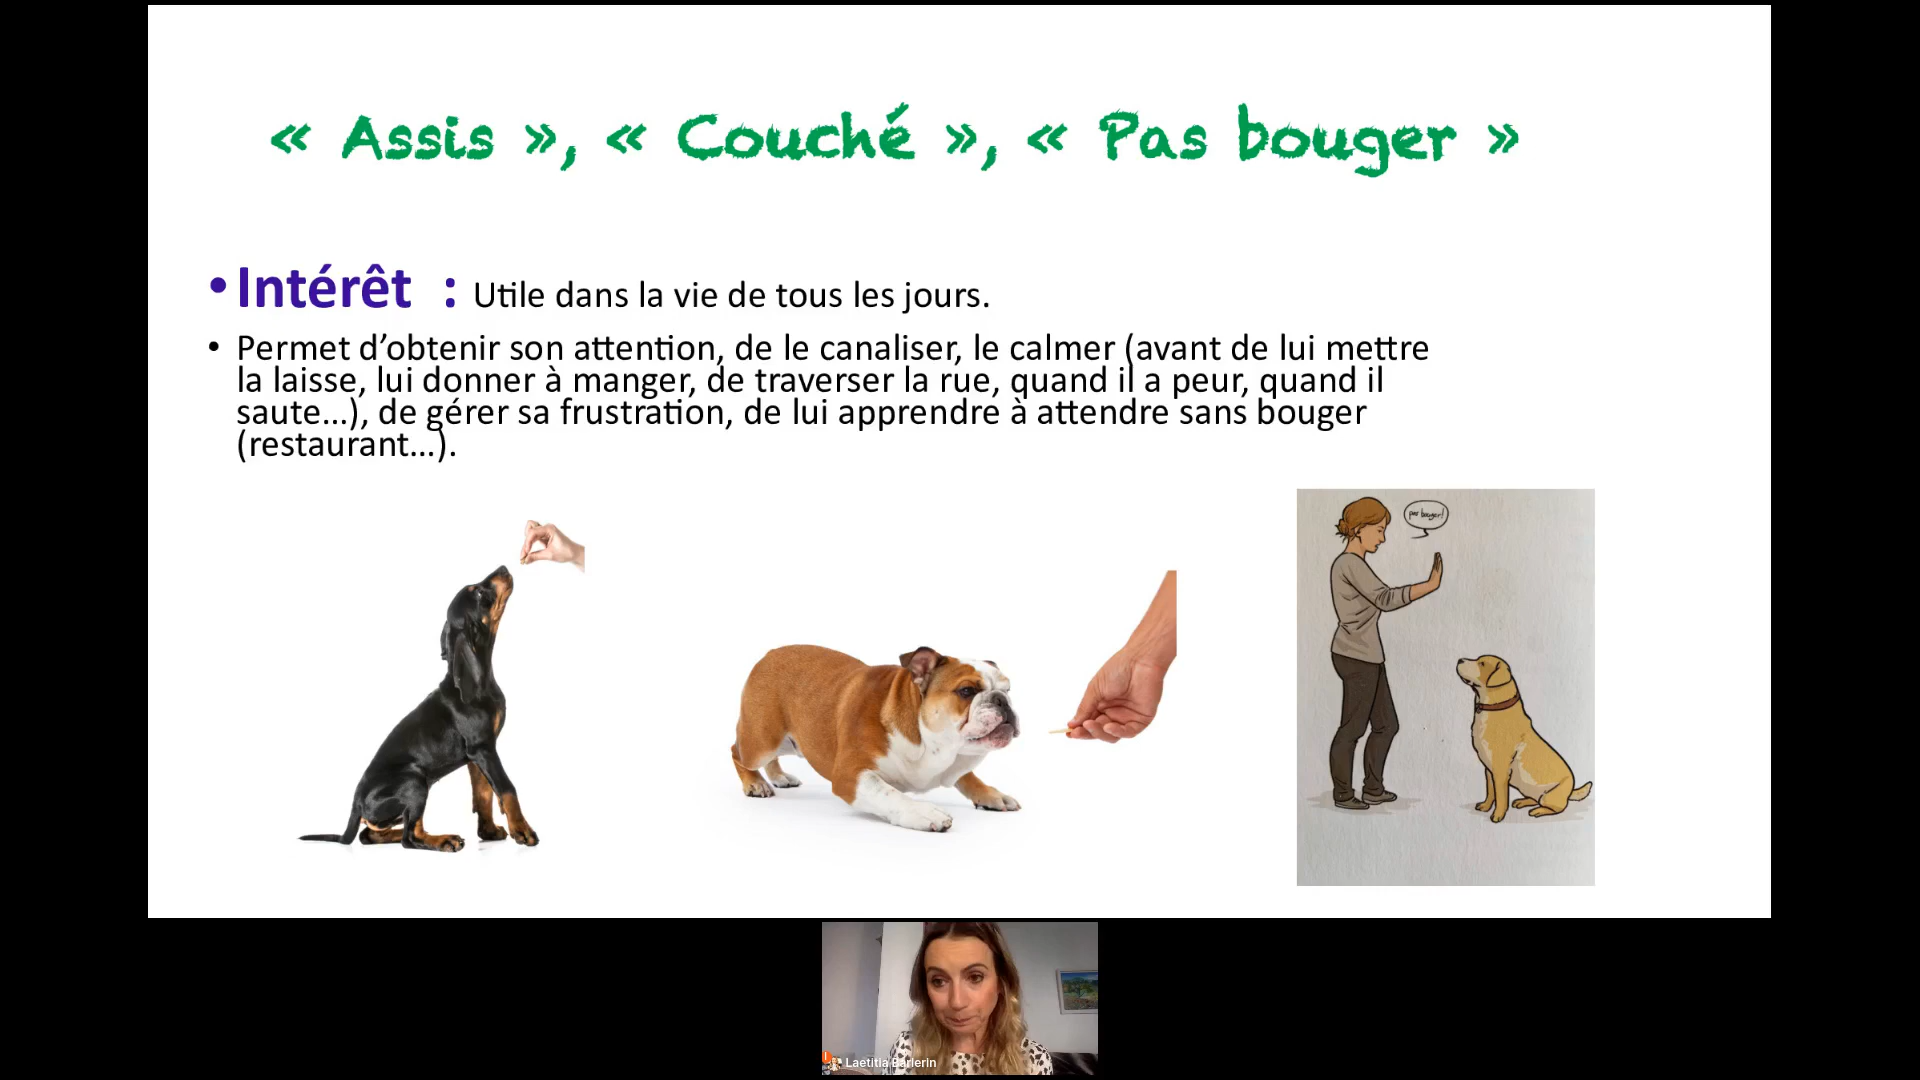 « Assis », « Couché », « Pas bouger »
• Intérêt : Utile dans la vie de tous les jours.
• Permet d’obtenir son attention, de le canaliser, le calmer (avant de lui mettre
la laisse, lui donner à manger, de traverser la rue, quand il a peur, quand il
saute…), de gérer sa frustration, de lui apprendre à attendre sans bouger
(restaurant…).
pas bouger!
Laetitia Barlerin